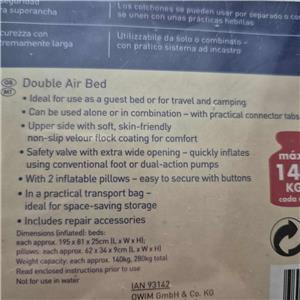 seguridad
ra superancha
Los colchones se pueden usar por separado o co
se unen con unas prácticas hebillas
curezza con
tremamente larga
Utilizzabile da solo o combinato –
con pratico sistema ad incastro
GB
MT
Double Air Bed
• Ideal for use as a guest bed or for travel and camping
• Can be used alone or in combination – with practical connector tabs
• Upper side with soft, skin-friendly
non-slip velour flock coating for comfort
• Safety valve with extra wide opening – quickly inflates
using conventional foot or dual-action pumps
• With 2 inflatable pillows – easy to secure with buttons
• In a practical transport bag –
ideal for space-saving storage
• Includes repair accessories
Dimensions (inflated): beds:
each approx. 195 x 81 x 25cm (L x W x H);
pillows: each approx. 62 x 34 x 9cm (L x W x H)
Weight capacity: each approx. 140kg, 280kg total
Read enclosed instructions prior to use
Not for use in water
IAN 93142
OWIM GmbH & Co. KG
máx
14
KG
cada